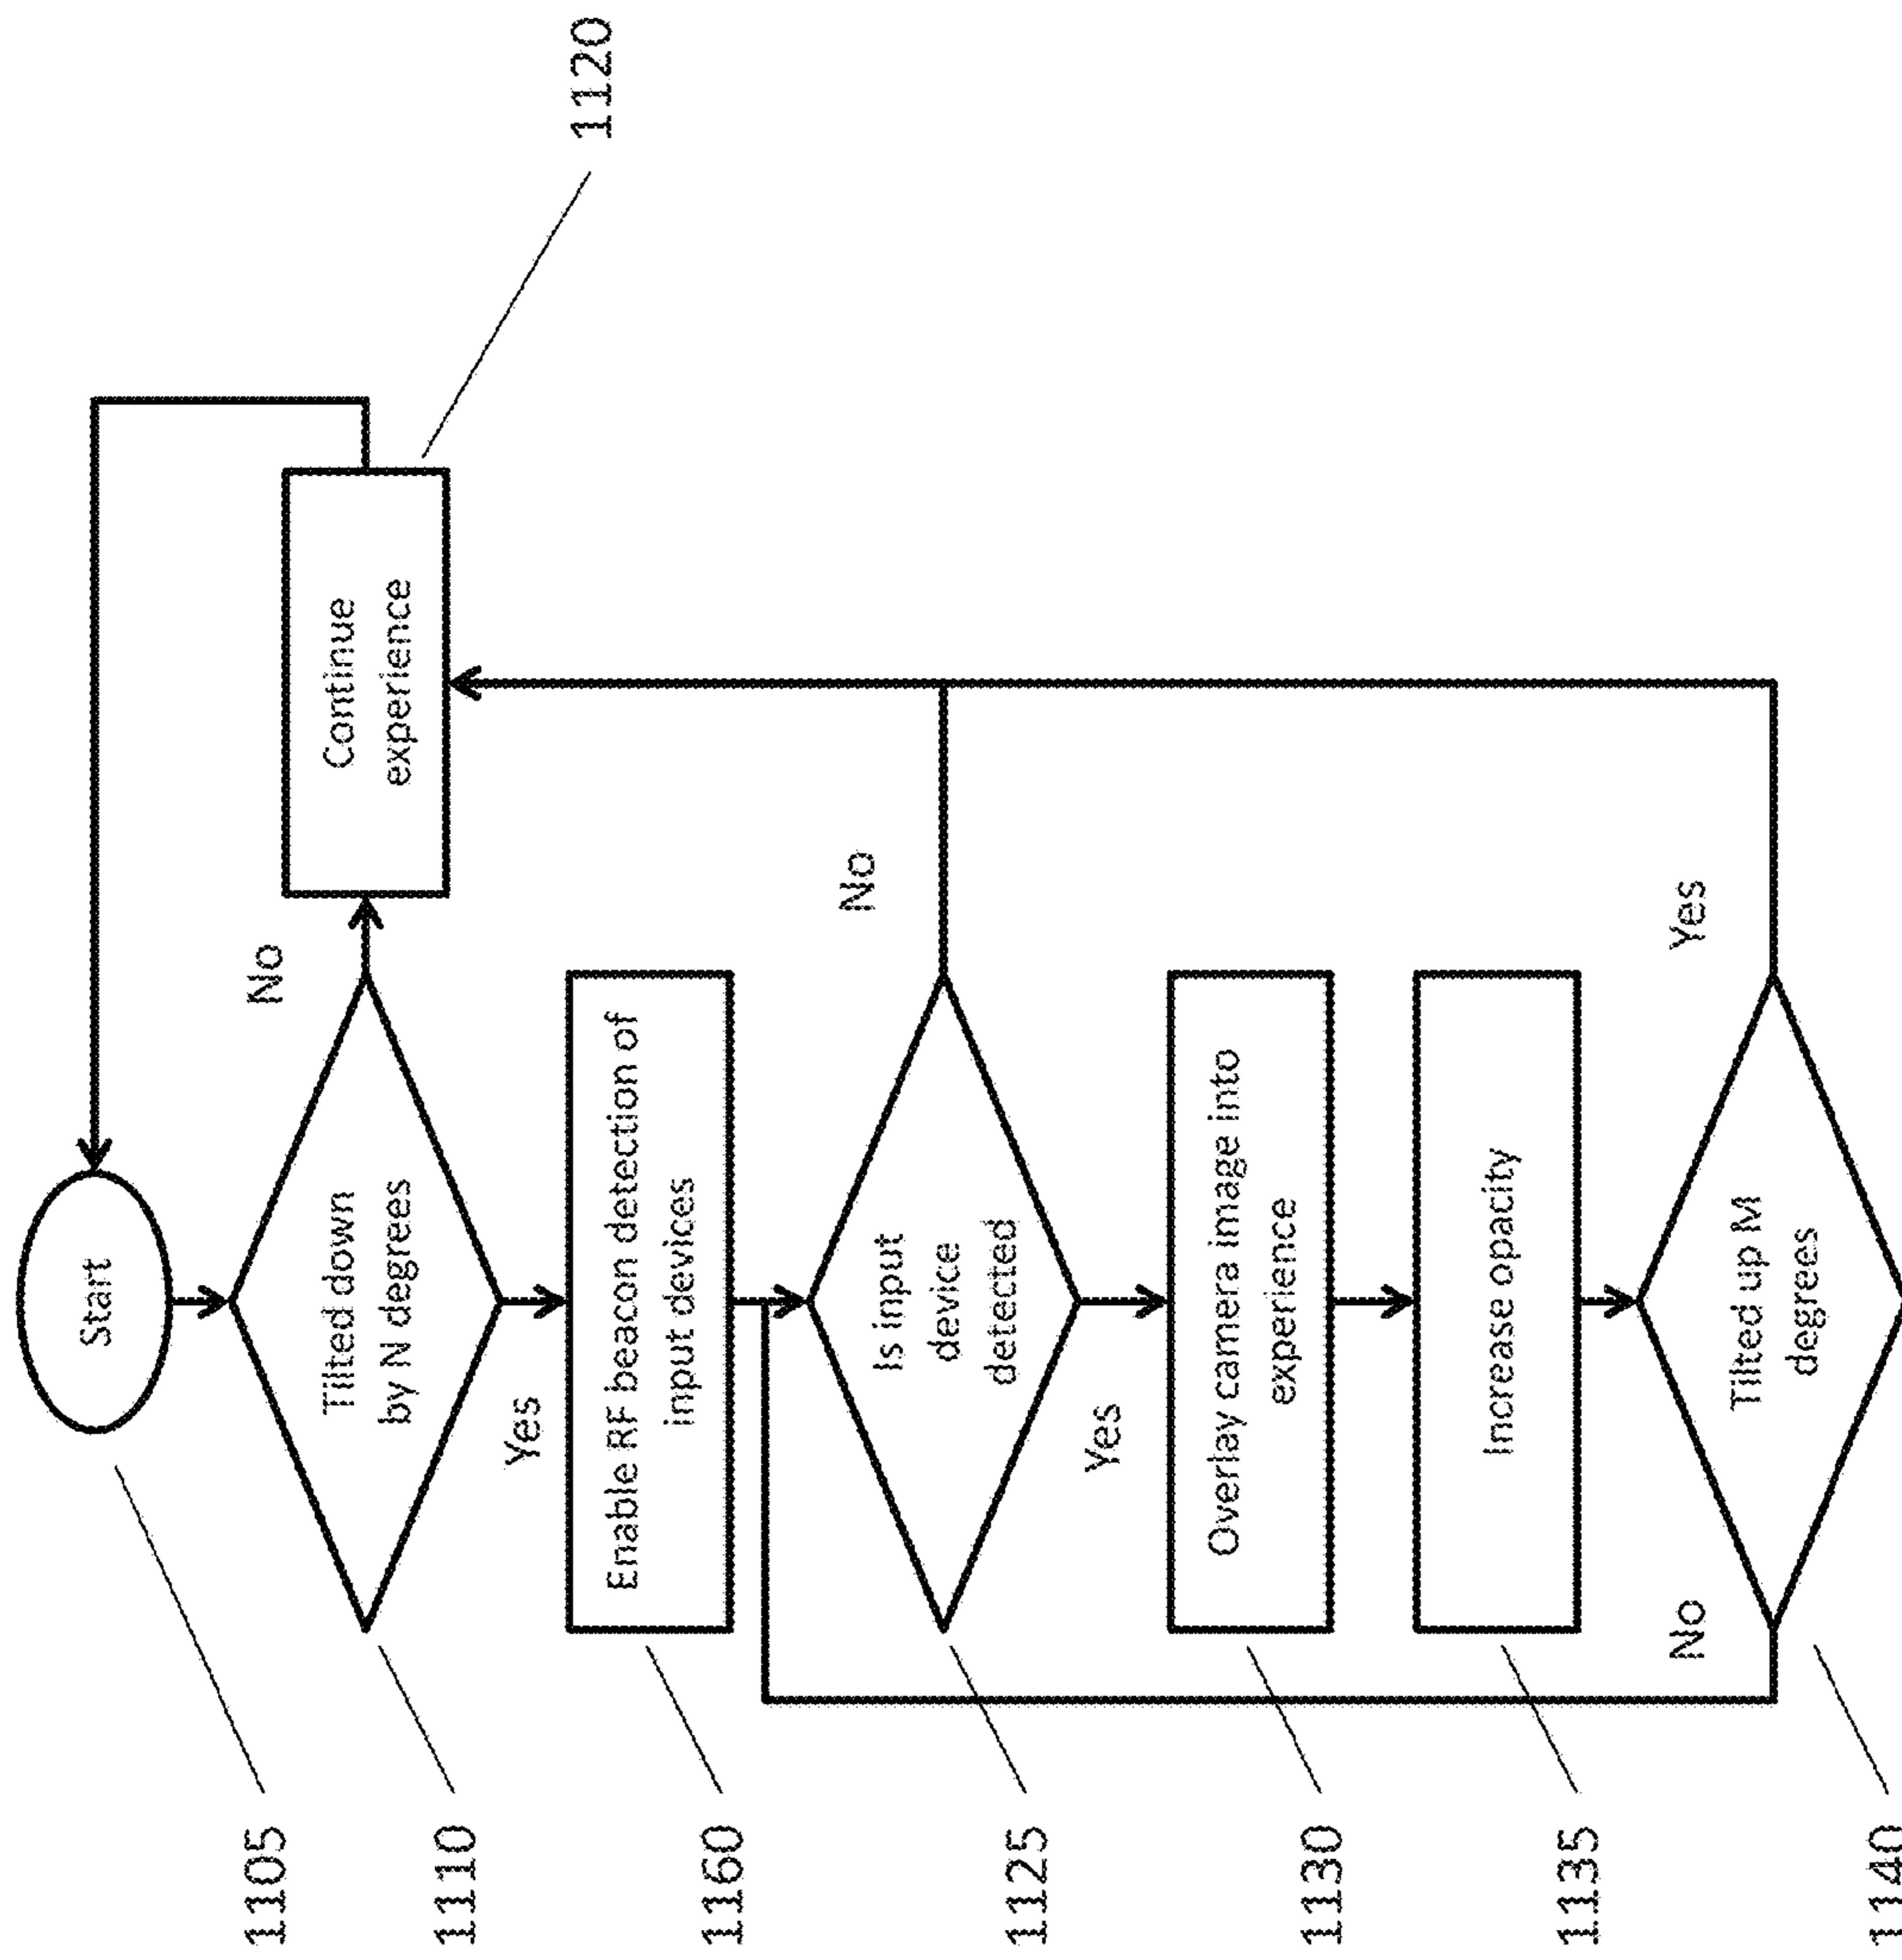 1105
Start
1110
Tilted down
by N degrees
No
Continue
experience
1120
Yes
1160
Enable RF beacon detection of
input devices
1125
Is input
device
detected
No
Yes
1130
Overlay camera image into
experience
1135
Increase opacity
1140
Tilted up M
degrees
No
Yes